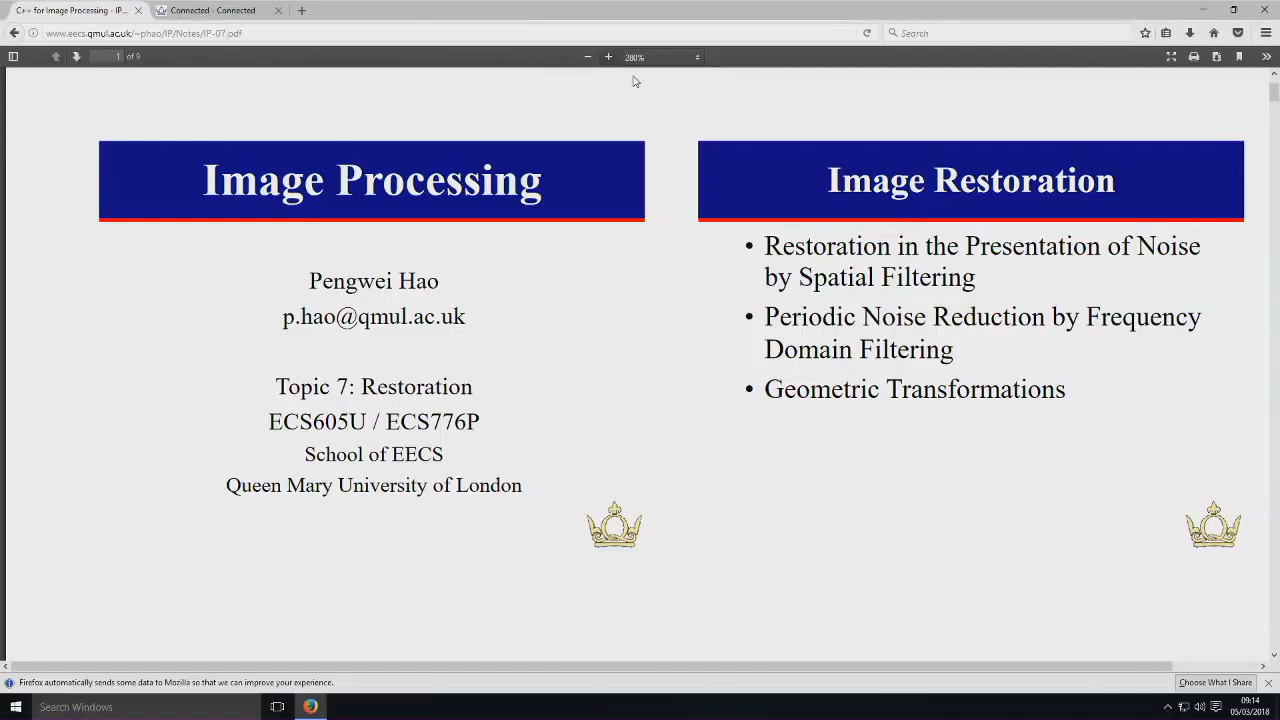 C++ for Image Processing - IP...
Connected - Connected
www.eecs.qmul.ac.uk/~phao/IP/Notes/IP-07.pdf
Search
1 of 9
280%
Image Processing
Pengwei Hao
p.hao@qmul.ac.uk
Topic 7: Restoration
ECS605U / ECS776P
School of EECS
Queen Mary University of London
Image Restoration
• Restoration in the Presentation of Noise
by Spatial Filtering
• Periodic Noise Reduction by Frequency
Domain Filtering
• Geometric Transformations
Firefox automatically sends some data to Mozilla so that we can improve your experience.
Choose What I Share
Search Windows
09:14
05/03/2018